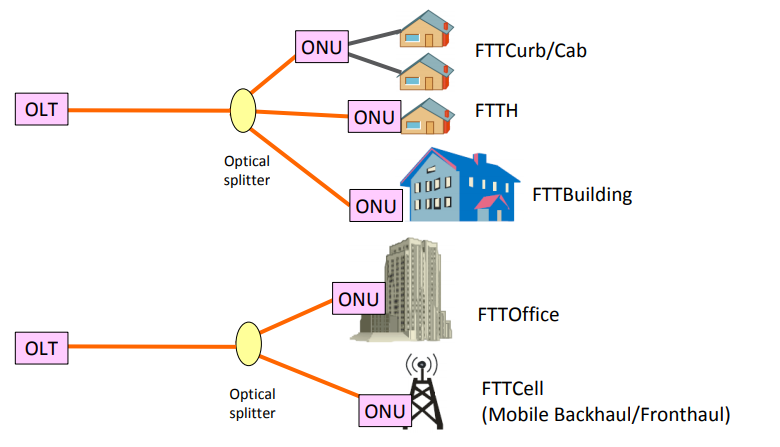 ONU
FTTCurb/Cab
OLT
ONU
FTTH
Optical
splitter
ONU
FTTBuilding
ONU
FTTOffice
OLT
Optical
splitter
ONU
FTTCell
(Mobile Backhaul/Fronthaul)